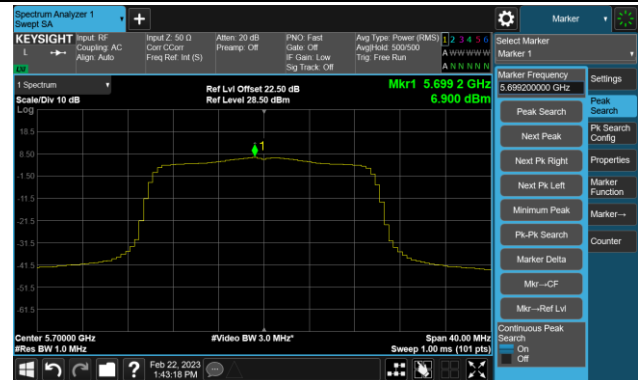 Spectrum Analyzer 1
Swept SA
Marker
KEYSIGHT
L
LXI
Input: RF
Coupling: AC
Align: Auto
Input Z: 50 Ω
Corr CCorr
Freq Ref: Int (S)
Atten: 20 dB
Preamp: Off
PNO: Fast
Gate: Off
IF Gain: Low
Sig Track: Off
Avg Type: Power (RMS)
Avg|Hold: 500/500
Trig: Free Run
1 2 3 4 5 6
A W W W W W
A N N N N N
Select Marker
Marker 1
1 Spectrum
Scale/Div 10 dB
Log
Ref Lvl Offset 22.50 dB
Ref Level 28.50 dBm
Mkr1 5.699 2 GHz
6.900 dBm
18.5
8.50
-1.50
-11.5
-21.5
-31.5
-41.5
-51.5
-61.5
1
Center 5.70000 GHz
#Res BW 1.0 MHz
#Video BW 3.0 MHz*
Span 40.00 MHz
Sweep 1.00 ms (101 pts)
Marker Frequency
5.699200000 GHz
Peak Search
Next Peak
Next Pk Right
Next Pk Left
Minimum Peak
Pk-Pk Search
Marker Delta
Mkr→CF
Mkr→Ref Lvl
Continuous Peak
Search
On
Off
Settings
Peak
Search
Pk Search
Config
Properties
Marker
Function
Marker→
Counter
?
Feb 22, 2023
1:43:18 PM